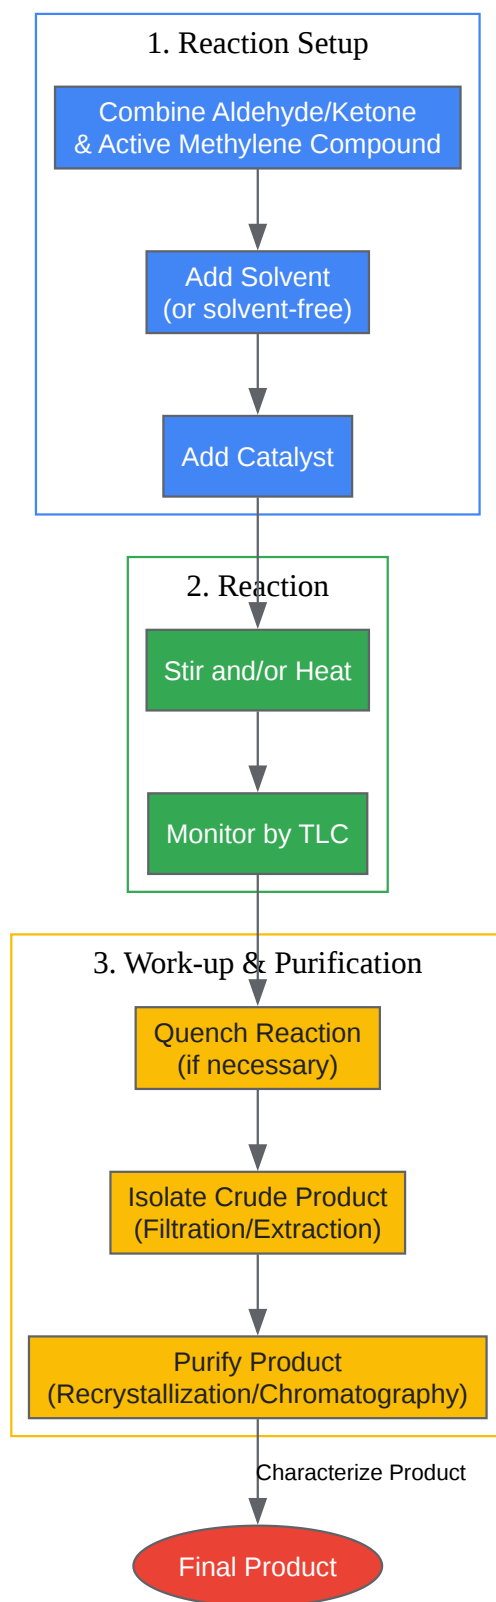 1. Reaction Setup
Combine Aldehyde/Ketone
& Active Methylene Compound
Add Solvent
(or solvent-free)
Add Catalyst
2. Reaction
Stir and/or Heat
Monitor by TLC
3. Work-up & Purification
Quench Reaction
(if necessary)
Isolate Crude Product
(Filtration/Extraction)
Purify Product
(Recrystallization/Chromatography)
Characterize Product
Final Product